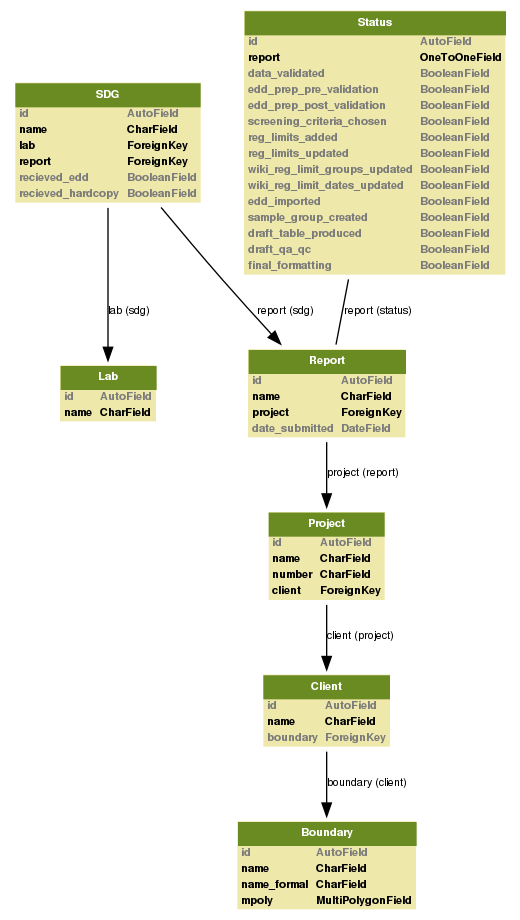 Status
id AutoField
report OneToOneField
data_validated BooleanField
edd_prep_pre_validation BooleanField
edd_prep_post_validation BooleanField
screening_criteria_chosen BooleanField
reg_limits_added BooleanField
reg_limits_updated BooleanField
wiki_reg_limit_groups_updated BooleanField
wiki_reg_limit_dates_updated BooleanField
edd_imported BooleanField
sample_group_created BooleanField
draft_table_produced BooleanField
draft_qa_qc BooleanField
final_formatting BooleanField
SDG
id AutoField
name CharField
lab ForeignKey
report ForeignKey
recieved_edd BooleanField
recieved_hardcopy BooleanField
lab (sdg)
report (sdg)
report (status)
Lab
id AutoField
name CharField
Report
id AutoField
name CharField
project ForeignKey
date_submitted DateField
project (report)
Project
id AutoField
name CharField
number CharField
client ForeignKey
client (project)
Client
id AutoField
name CharField
boundary ForeignKey
boundary (client)
Boundary
id AutoField
name CharField
name_formal CharField
mpoly MultiPolygonField